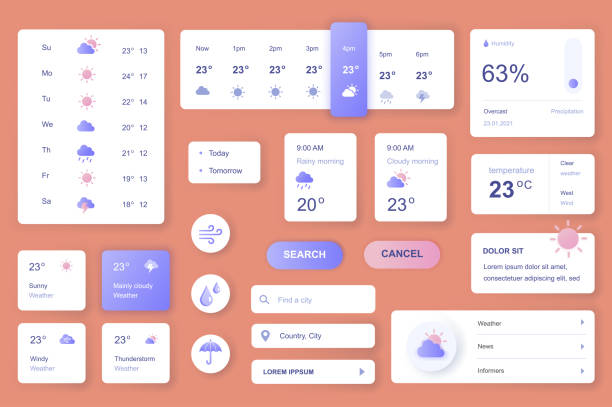 Su 23° 13
Mo 24° 17
Tu 22° 14
We 20° 12
Th 21° 12
Fr 19° 13
Sa 18° 12
Now 1pm 2pm 3pm 4pm 5pm 6pm
23° 23° 23° 23° 23° 23° 23°
Humidity
63%
Overcast Precipitation
23.01.2021
Today
Tomorrow
9:00 AM
Rainy morning
20°
9:00 AM
Cloudy morning
23°
temperature
23°C
Clear
weather
West
Wind
SEARCH
CANCEL
DOLOR SIT
Lorem ipsum dolor sit amet,
consectetuer adipiscing elit,
sed diam
23°
Sunny
Weather
23°
Mainly cloudy
Weather
23°
Windy
Weather
23°
Thunderstorm
Weather
Find a city
Country, City
LOREM IPPSUM
Weather
News
Informers